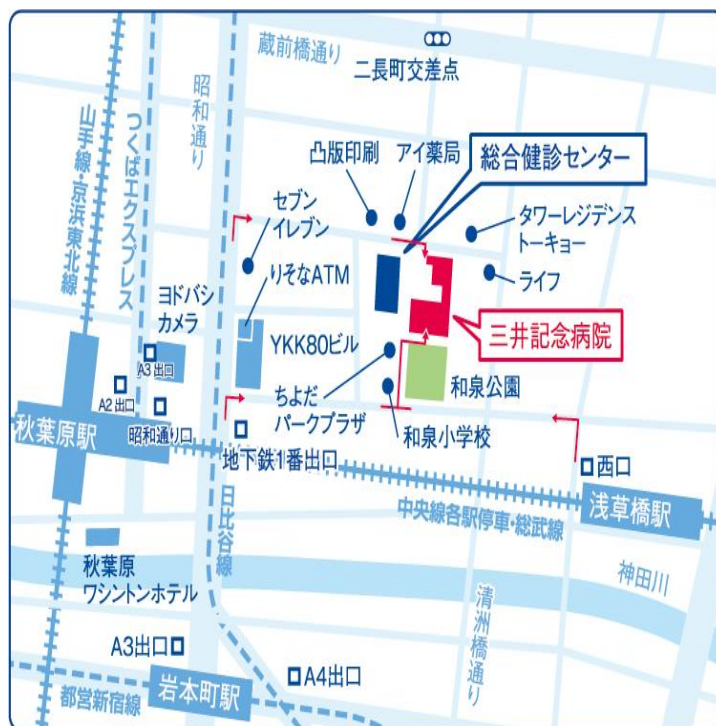 蔵前橋通り
二長町交差点
昭和通り
山手線・京浜東北線
つくばエクスプレス
凸版印刷
アイ薬局
総合健診センター
セブン
イレブン
タワーレジデンス
トーキョー
りそなATM
ライフ
ヨドバシ
カメラ
YKK80ビル
三井記念病院
A3出口
A2出口
昭和通り口
ちよだ
パークプラザ
和泉公園
和泉小学校
秋葉原駅
地下鉄1番出口
西口
中央線各駅停車・総武線
浅草橋駅
日比谷線
秋葉原
ワシントンホテル
神田川
清洲橋通り
A3出口
A4出口
岩本町駅
都営新宿線